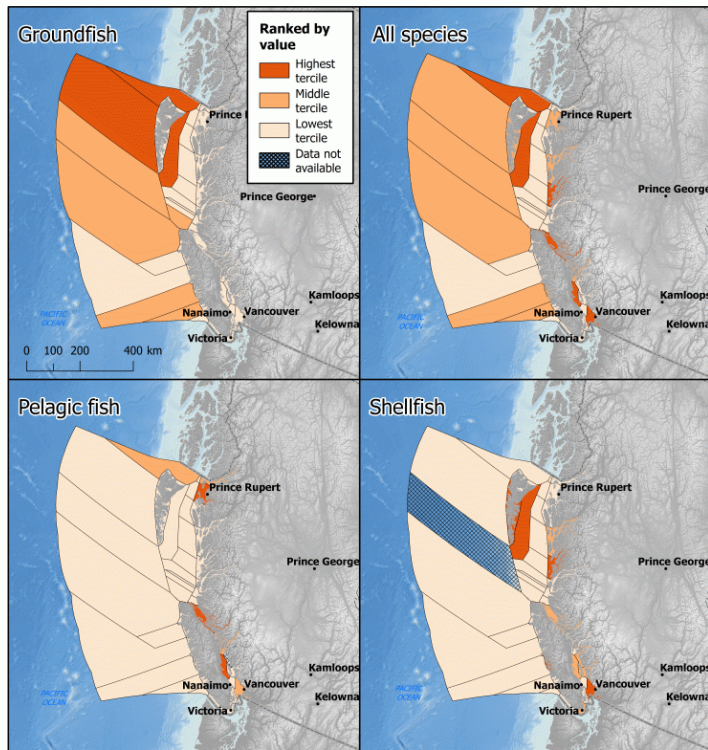 Groundfish
Ranked by
value
Highest
tercile
Middle
tercile
Lowest
tercile
Data not
available
Prince
Prince George
Kamloops
Nanaimo
Vancouver
Kelowna
Victoria
PACIFIC
OCEAN
0 100 200 400 km
All species
Prince Rupert
Prince George
Kamloops
Nanaimo
Vancouver
Kelowna
Victoria
PACIFIC
OCEAN
Pelagic fish
Prince Rupert
Prince George
Kamloops
Nanaimo
Vancouver
Kelowna
Victoria
PACIFIC
OCEAN
Shellfish
Prince Rupert
Prince George
Kamloops
Nanaimo
Vancouver
Kelowna
Victoria
PACIFIC
OCEAN